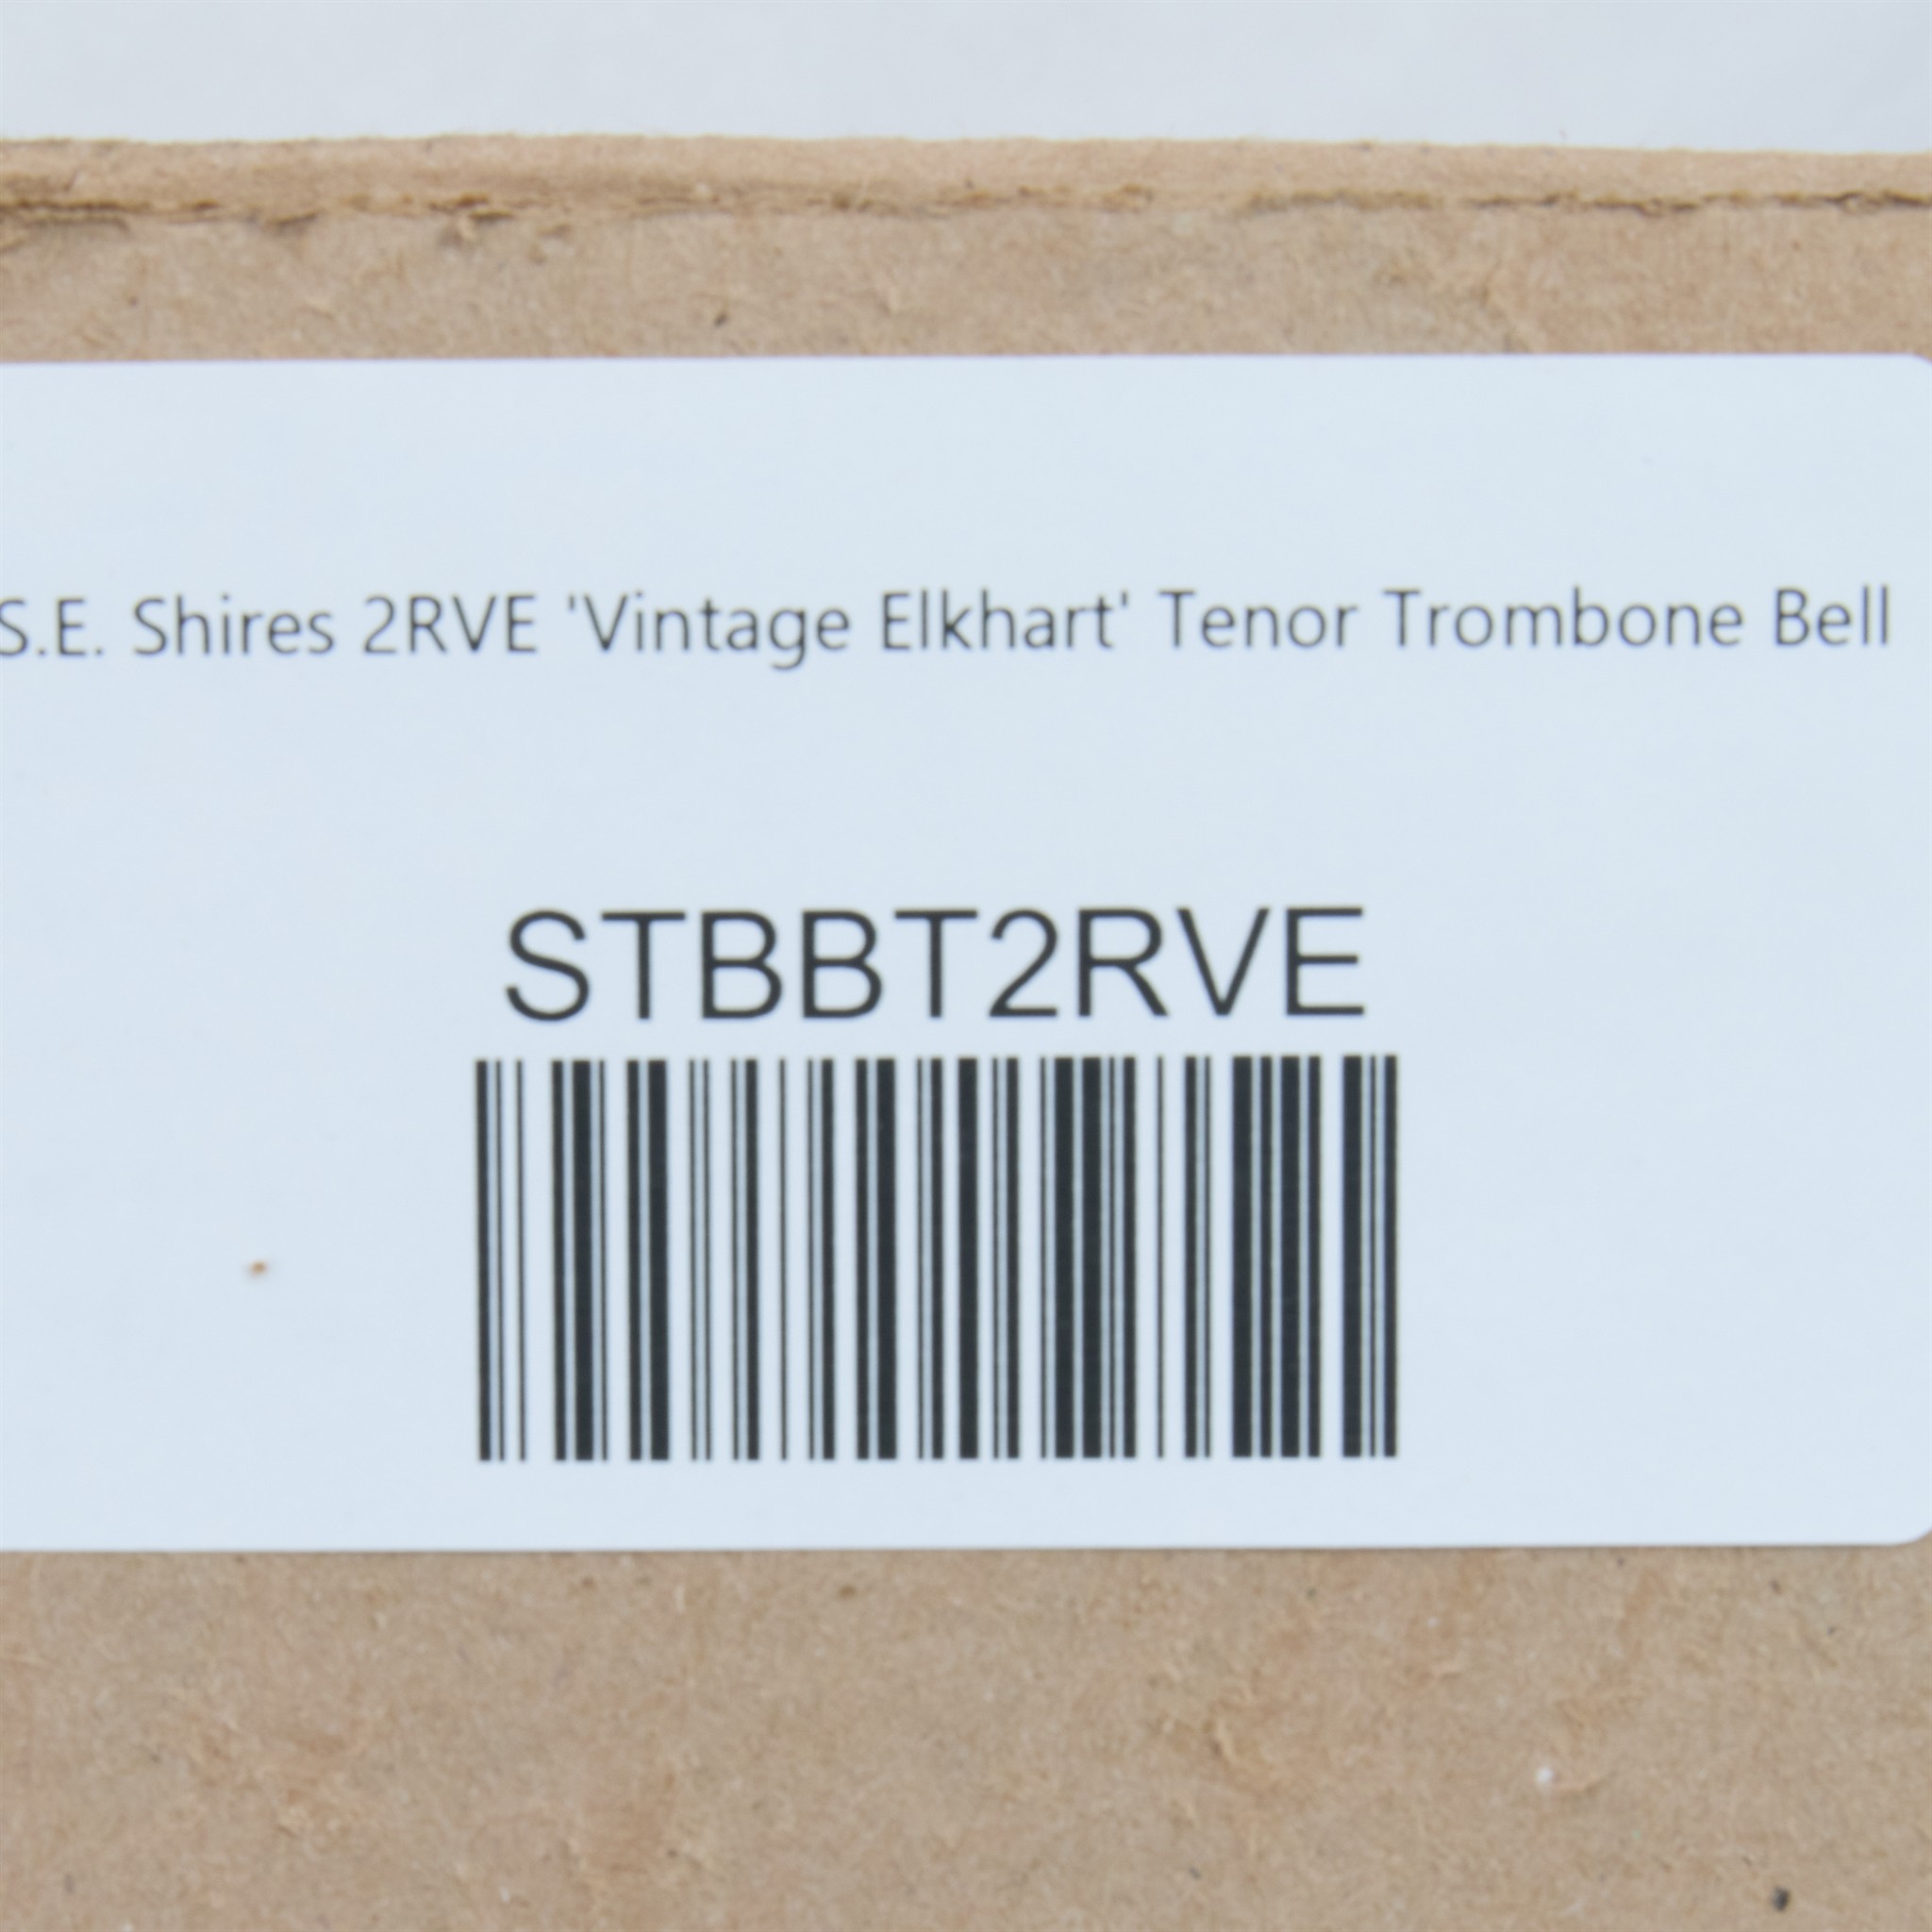 S.E. Shires 2RVE 'Vintage Elkhart' Tenor Trombone Bell
STBBT2RVE